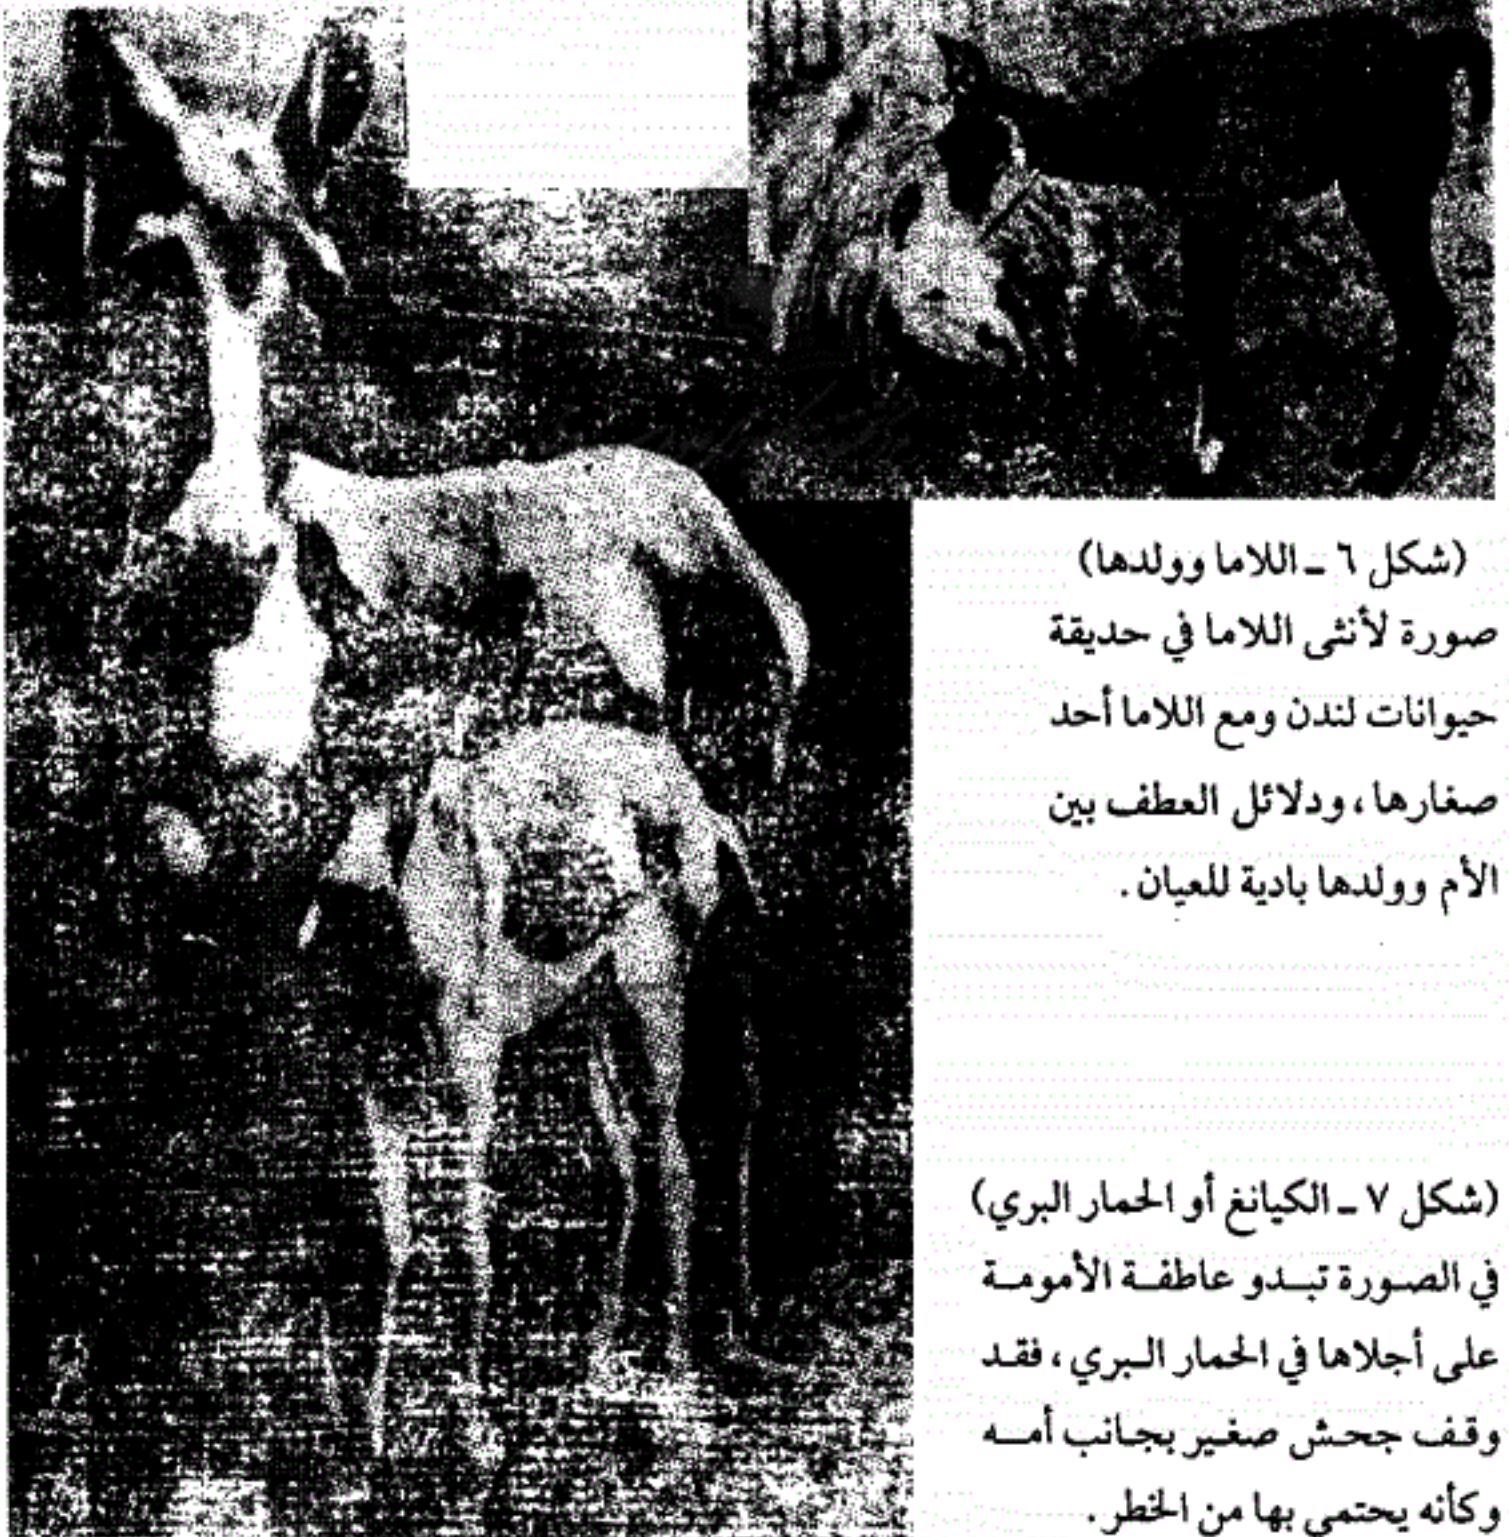 (شكل ٦ ـ اللاما وولدها)
صورة لأنثى اللاما في حديقة
حيوانات لندن ومع اللاما أحد
صغارها ، ودلائل العطف بين
الأم وولدها بادية للعيان .
(شكل ٧ ـ الكيانغ أو الحمار البري)
في الصورة تبدو عاطفة الأمومة
على أجلاها في الحمار البري ، فقد
وقف جحش صغير بجانب أمه
وكأنه يحتمي بها من الخطر .